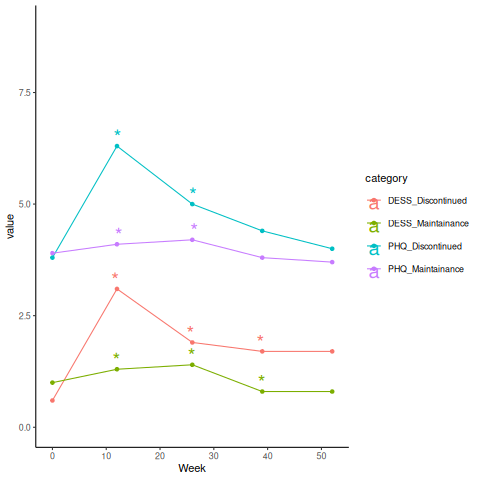 7.5
5.0
2.5
0.0
value
* * * * * * * * * *
0 10 20 30 40 50
Week
category
a DESS_Discontinued
a DESS_Maintainance
a PHQ_Discontinued
a PHQ_Maintainance